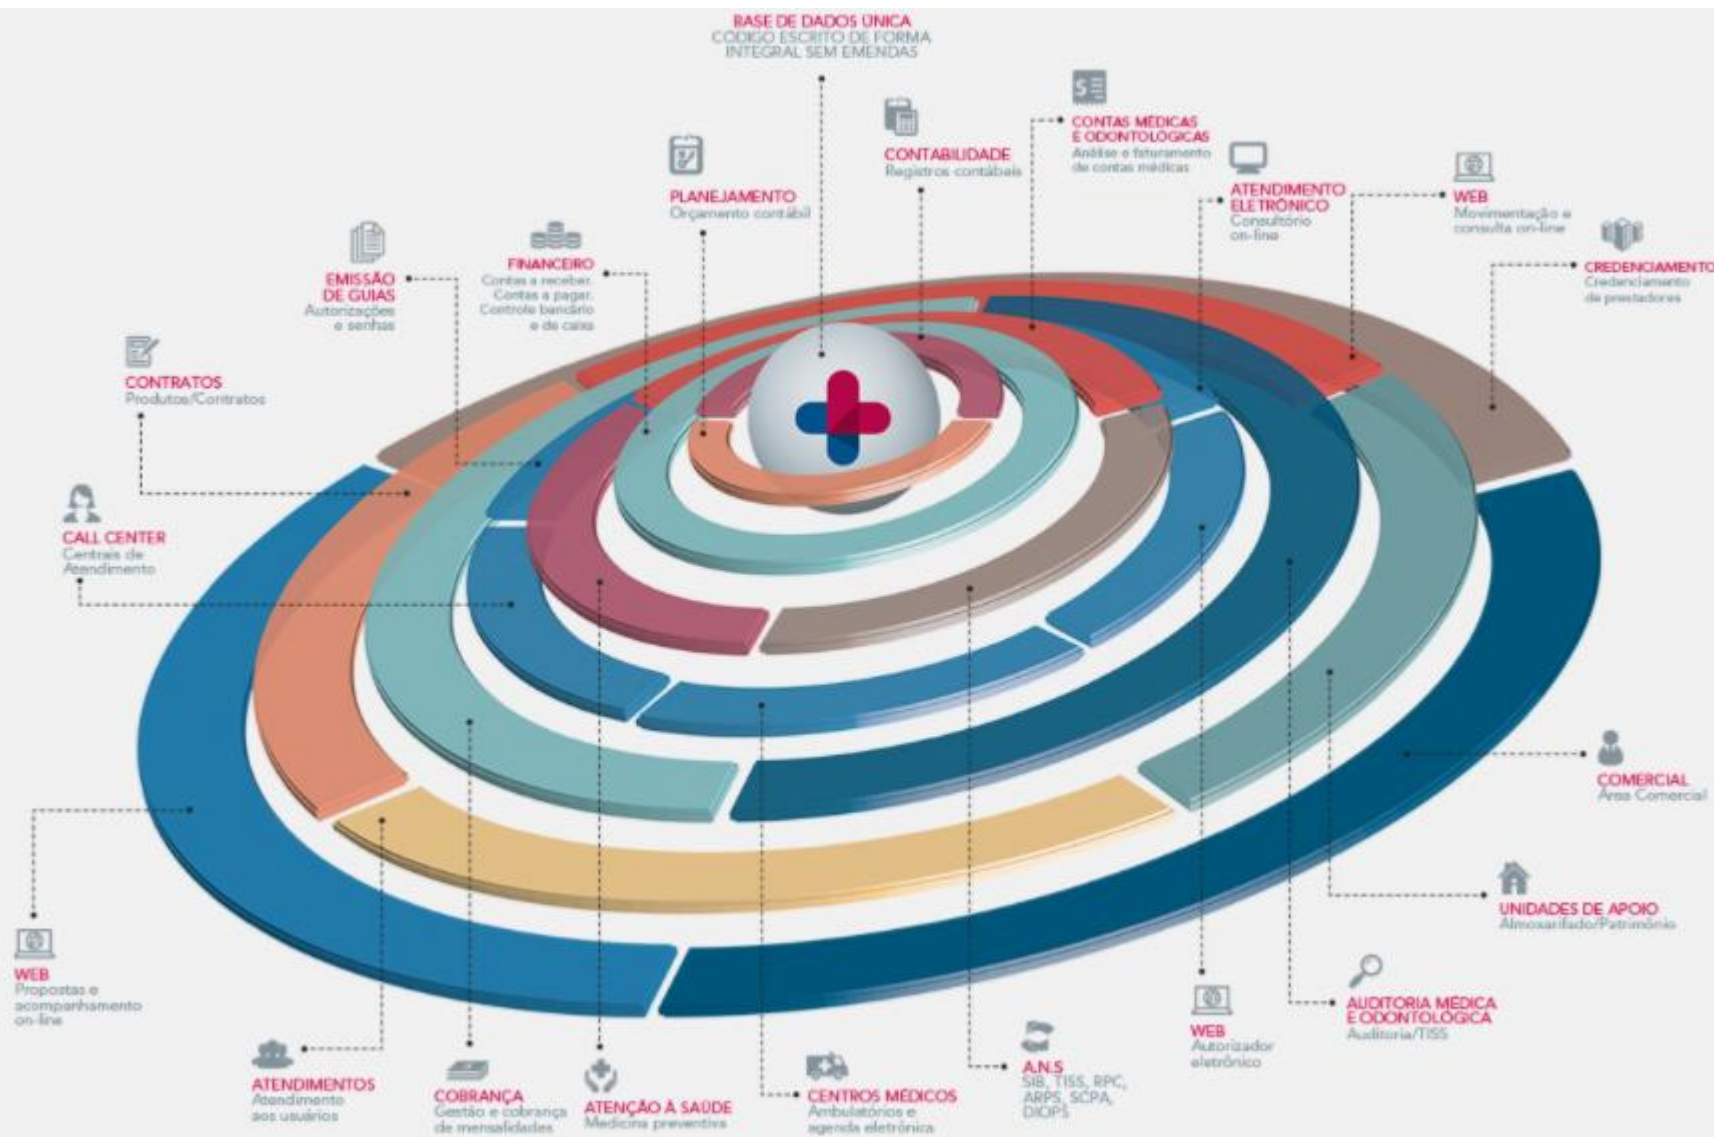 BASE DE DADOS ÚNICA
CÓDIGO ESCRITO DE FORMA
INTEGRAL SEM EMENDAS
CONTAS MÉDICAS
E ODONTOLÓGICAS
Análise e faturamento
de contas médicas
CONTABILIDADE
Registros contábeis
PLANEJAMENTO
Orçamento contábil
ATENDIMENTO
ELETRÔNICO
Consultório
on-line
WEB
Movimentação e
consulta on-line
CREDENCIAMENTO
Credenciamento
de prestadores
FINANCEIRO
Contas a receber.
Contas a pagar.
Controle bancário
e de caixa
EMISSÃO
DE GUIAS
Autorizações
e senhas
CONTRATOS
Produtos/Contratos
CALL CENTER
Centrais de
Atendimento
COMERCIAL
Área Comercial
UNIDADES DE APOIO
Almoxarifado/Patrimônio
AUDITORIA MÉDICA
E ODONTOLÓGICA
Auditoria/TISS
WEB
Autorizador
eletrônico
A.N.S
SIB, TISS, RPC,
ARPS, SCPA,
DIOPS
CENTROS MÉDICOS
Ambulatórios e
agenda eletrônica
ATENÇÃO À SAÚDE
Medicina preventiva
COBRANÇA
Gestão e cobrança
de mensalidades
ATENDIMENTOS
Atendimento
aos usuários
WEB
Propostas e
acompanhamento
on-line